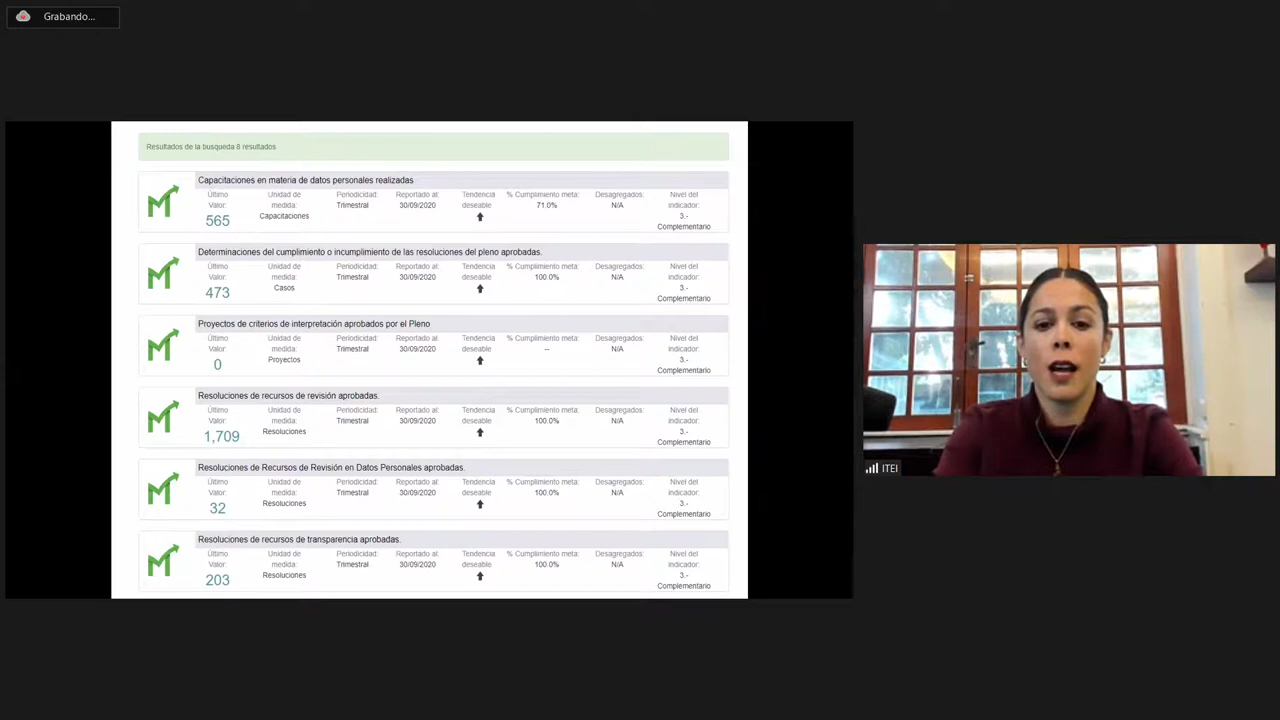 Grabando...
Resultados de la busqueda 8 resultados
Capacitaciones en materia de datos personales realizadas
Último Valor: 565 Unidad de medida: Capacitaciones Periodicidad: Trimestral Reportado al: 30/09/2020 Tendencia deseable % Cumplimiento meta: 71.0% Desagregados: N/A Nivel del indicador: 3.- Complementario
Determinaciones del cumplimiento o incumplimiento de las resoluciones del pleno aprobadas.
Último Valor: 473 Unidad de medida: Casos Periodicidad: Trimestral Reportado al: 30/09/2020 Tendencia deseable % Cumplimiento meta: 100.0% Desagregados: N/A Nivel del indicador: 3.- Complementario
Proyectos de criterios de interpretación aprobados por el Pleno
Último Valor: 0 Unidad de medida: Proyectos Periodicidad: Trimestral Reportado al: 30/09/2020 Tendencia deseable % Cumplimiento meta: -- Desagregados: N/A Nivel del indicador: 3.- Complementario
Resoluciones de recursos de revisión aprobadas.
Último Valor: 1,709 Unidad de medida: Resoluciones Periodicidad: Trimestral Reportado al: 30/09/2020 Tendencia deseable % Cumplimiento meta: 100.0% Desagregados: N/A Nivel del indicador: 3.- Complementario
Resoluciones de Recursos de Revisión en Datos Personales aprobadas.
Último Valor: 32 Unidad de medida: Resoluciones Periodicidad: Trimestral Reportado al: 30/09/2020 Tendencia deseable % Cumplimiento meta: 100.0% Desagregados: N/A Nivel del indicador: 3.- Complementario
Resoluciones de recursos de transparencia aprobadas.
Último Valor: 203 Unidad de medida: Resoluciones Periodicidad: Trimestral Reportado al: 30/09/2020 Tendencia deseable % Cumplimiento meta: 100.0% Desagregados: N/A Nivel del indicador: 3.- Complementario
ITEI